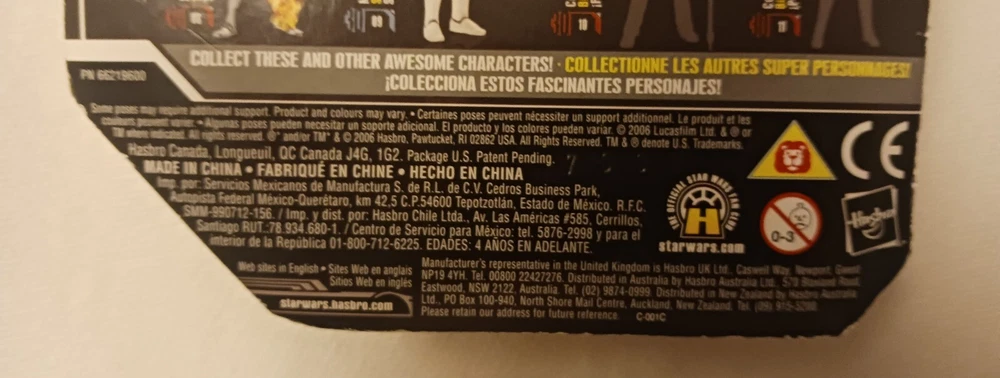 09
10
11
COLLECT THESE AND OTHER AWESOME CHARACTERS! · COLLECTIONNE LES AUTRES SUPER PERSONNAGES!
¡COLECCIONA ESTOS FASCINANTES PERSONAJES!
PN 66219600
Some poses may require additional support. Product and colours may vary. • Certaines poses peuvent nécessiter un support additionnel. Le produit et les
couleurs peuvent varier. • Algunas poses pueden necesitar un soporte adicional. El producto y los colores pueden variar. © 2006 Lucasfilm Ltd. & ® or
TM where indicated. All rights reserved. ® and/or TM* & © 2006 Hasbro, Pawtucket, RI 02862 USA. All Rights Reserved. TM & ® denote U.S. Trademarks.
Hasbro Canada, Longueuil, QC Canada J4G, 1G2. Package U.S. Patent Pending.
MADE IN CHINA • FABRIQUÉ EN CHINE • HECHO EN CHINA
Imp. por: Servicios Mexicanos de Manufactura S. de R.L. de C.V. Cedros Business Park,
Autopista Federal México-Querétaro, km 42,5 C.P.54600 Tepotzotlán, Estado de México. R.F.C.
SMM-990712-156. / Imp. y dist. por: Hasbro Chile Ltda., Av. Las Américas #585, Cerrillos,
Santiago RUT.:78.934.680-1. / Centro de Servicio para México: tel. 5876-2998 y para el
interior de la República 01-800-712-6225. EDADES: 4 AÑOS EN ADELANTE.
THE OFFICIAL STAR WARS FAN CLUB
H
starwars.com
CE
0-3
Hasbro
Web sites in English • Sites Web en anglais
Sitios Web en inglés
starwars.hasbro.com
Manufacturer's representative in the United Kingdom is Hasbro UK Ltd., Caswell Way, Newport, Gwent
NP19 4YH. Tel. 00800 22427276. Distributed in Australia by Hasbro Australia Ltd., 570 Blaxland Road,
Eastwood, NSW 2122, Australia. Tel. (02) 9874-0999. Distributed in New Zealand by Hasbro Australia
Ltd., PO Box 100-940, North Shore Mail Centre, Auckland, New Zealand. Tel. (09) 915-5200.
Please retain our address for future reference. C-001C